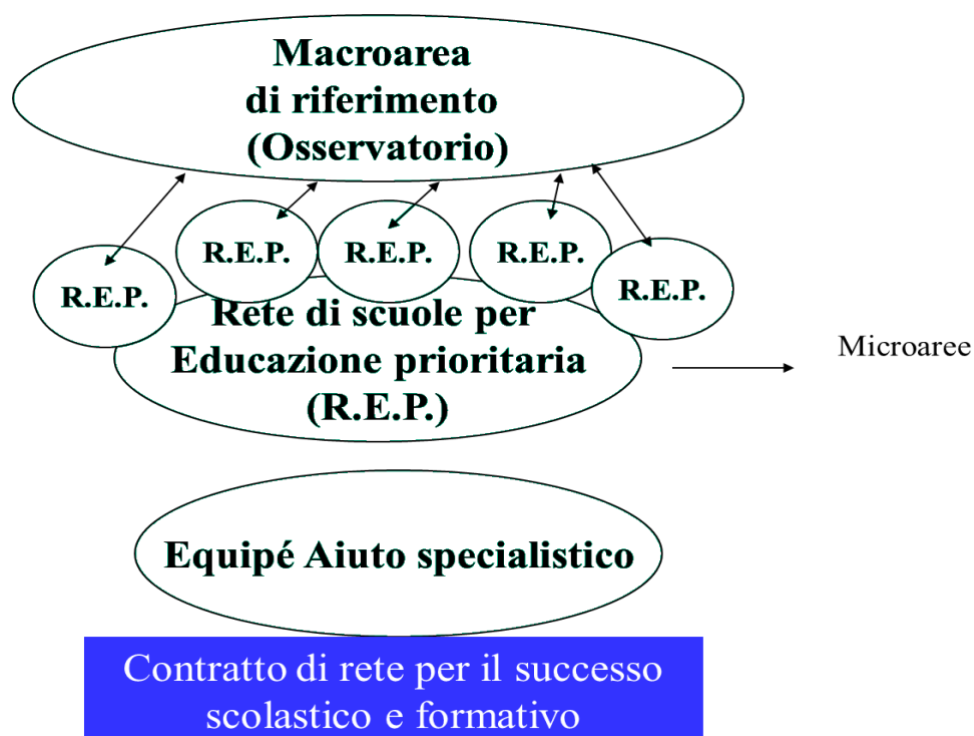 Macroarea
di riferimento
(Osservatorio)
R.E.P.
R.E.P.
R.E.P.
R.E.P.
R.E.P.
Rete di scuole per
Educazione prioritaria
(R.E.P.)
Microaree
Equipé Aiuto specialistico
Contratto di rete per il successo
scolastico e formativo